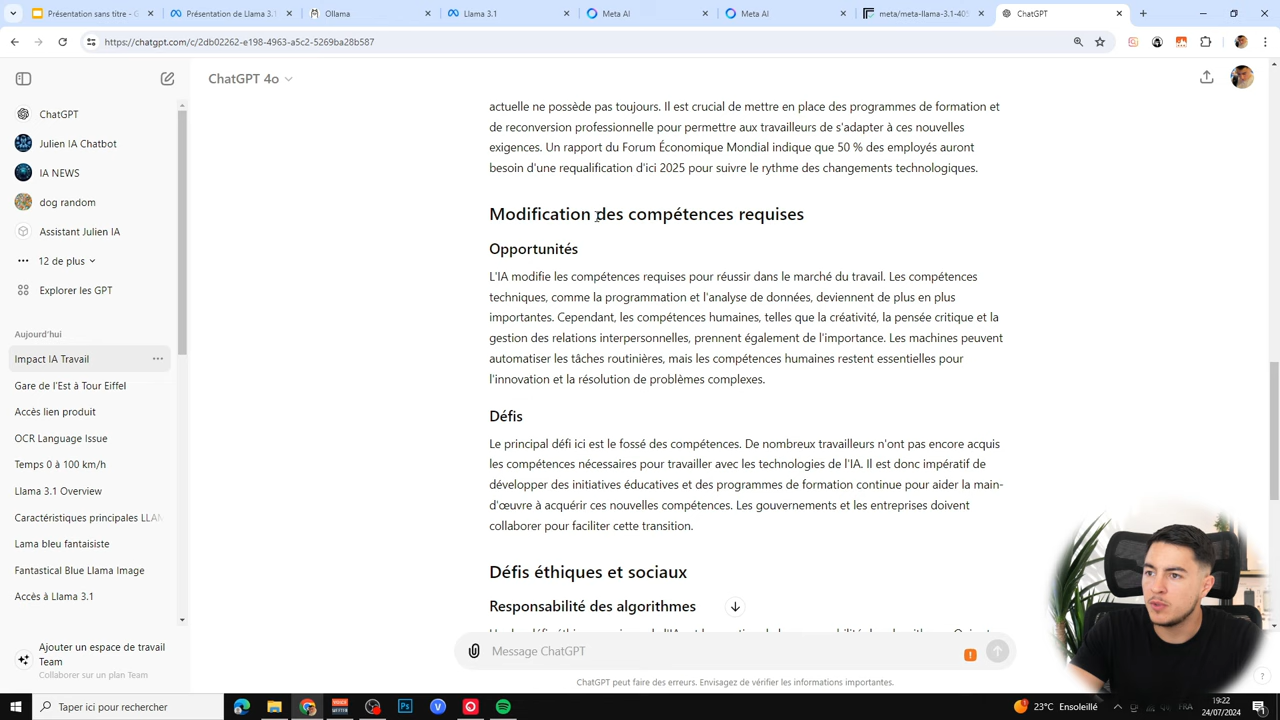 Présentation sans titre - G
Présentation de Llama 3.1
Ollama
Llama 3.1
Meta AI
Meta AI
meta/meta-llama-3.1-405
ChatGPT
https://chatgpt.com/c/2db02262-e198-4963-a5c2-5269ba28b587
ChatGPT 4o
ChatGPT
Julien IA Chatbot
IA NEWS
dog random
Assistant Julien IA
12 de plus
Explorer les GPT
Aujourd'hui
Impact IA Travail
Gare de l'Est à Tour Eiffel
Accès lien produit
OCR Language Issue
Temps 0 à 100 km/h
Llama 3.1 Overview
Caractéristiques principales LLA
Lama bleu fantaisiste
Fantastical Blue Llama Image
Accès à Llama 3.1
Ajouter un espace de travail
Team
Collaborer sur un plan Team
actuelle ne possède pas toujours. Il est crucial de mettre en place des programmes de formation et
de reconversion professionnelle pour permettre aux travailleurs de s'adapter à ces nouvelles
exigences. Un rapport du Forum Économique Mondial indique que 50 % des employés auront
besoin d'une requalification d'ici 2025 pour suivre le rythme des changements technologiques.
Modification des compétences requises
Opportunités
L'IA modifie les compétences requises pour réussir dans le marché du travail. Les compétences
techniques, comme la programmation et l'analyse de données, deviennent de plus en plus
importantes. Cependant, les compétences humaines, telles que la créativité, la pensée critique et la
gestion des relations interpersonnelles, prennent également de l'importance. Les machines peuvent
automatiser les tâches routinières, mais les compétences humaines restent essentielles pour
l'innovation et la résolution de problèmes complexes.
Défis
Le principal défi ici est le fossé des compétences. De nombreux travailleurs n'ont pas encore acquis
les compétences nécessaires pour travailler avec les technologies de l'IA. Il est donc impératif de
développer des initiatives éducatives et des programmes de formation continue pour aider la main-
d'œuvre à acquérir ces nouvelles compétences. Les gouvernements et les entreprises doivent
collaborer pour faciliter cette transition.
Défis éthiques et sociaux
Responsabilité des algorithmes
Message ChatGPT
ChatGPT peut faire des erreurs. Envisagez de vérifier les informations importantes.
Taper ici pour rechercher
23°C Ensoleillé
FRA
19:22
24/07/2024